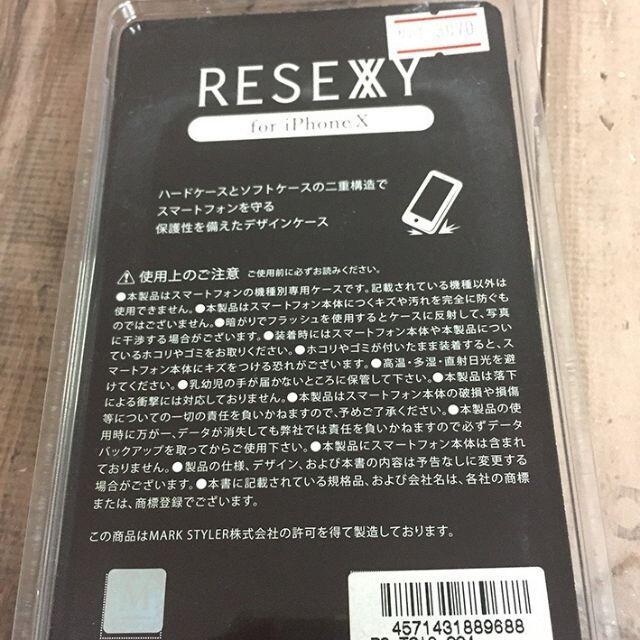 RESEXXY
for iPhone X
ハードケースとソフトケースの二重構造で
スマートフォンを守る
保護性を備えたデザインケース
使用上のご注意 ご使用前に必ずお読みください。
●本製品はスマートフォンの機種別専用ケースです。記載されている機種以外は
使用できません。●本製品はスマートフォン本体につくキズや汚れを完全に防ぐも
のではございません。●暗がりでフラッシュを使用するとケースに反射して、写真
に干渉する場合がございます。●装着時にはスマートフォン本体や本製品につい
ているホコリやゴミをお取りください。●ホコリやゴミが付いたまま装着すると、スマ
ートフォン本体にキズをつける恐れがございます。●高温・多湿・直射日光を避
けてください。●乳幼児の手が届かないところに保管して下さい。●本製品は落下
による衝撃には対応しておりません。●本製品はスマートフォン本体の破損や損傷
等についての一切の責任を負いかねますので、予めご了承ください。●本製品の使
用時に万が一、データが消失しても弊社では責任を負いかねますので必ずデータ
バックアップを取ってからご使用下さい。●本製品にスマートフォン本体は含まれ
ておりません。●製品の仕様、デザイン、および本書の内容は予告なしに変更する
場合がございます。●本書に記載されている規格品、および会社名は、各社の商標
または、商標登録でございます。
この商品はMARK STYLER株式会社の許可を得て製造しております。
4571431889688